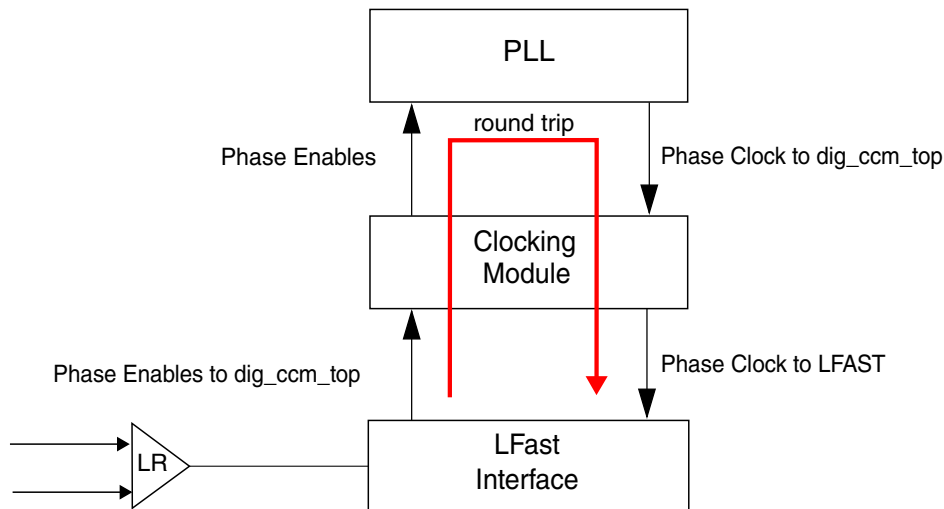 PLL
round trip
Phase Enables
Phase Clock to dig_ccm_top
Clocking
Module
Phase Enables to dig_ccm_top
Phase Clock to LFAST
LR
LFast
Interface